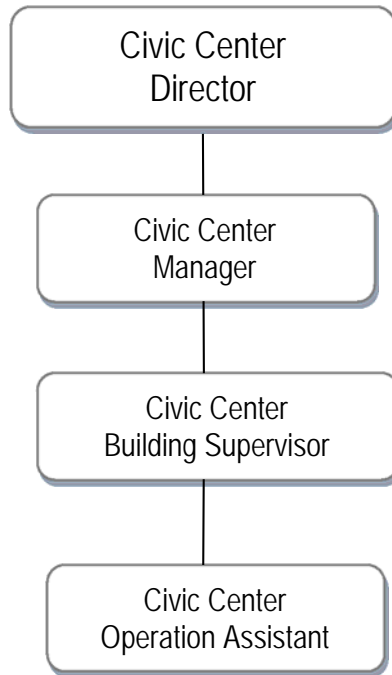 Civic Center
Director
Civic Center
Manager
Civic Center
Building Supervisor
Civic Center
Operation Assistant